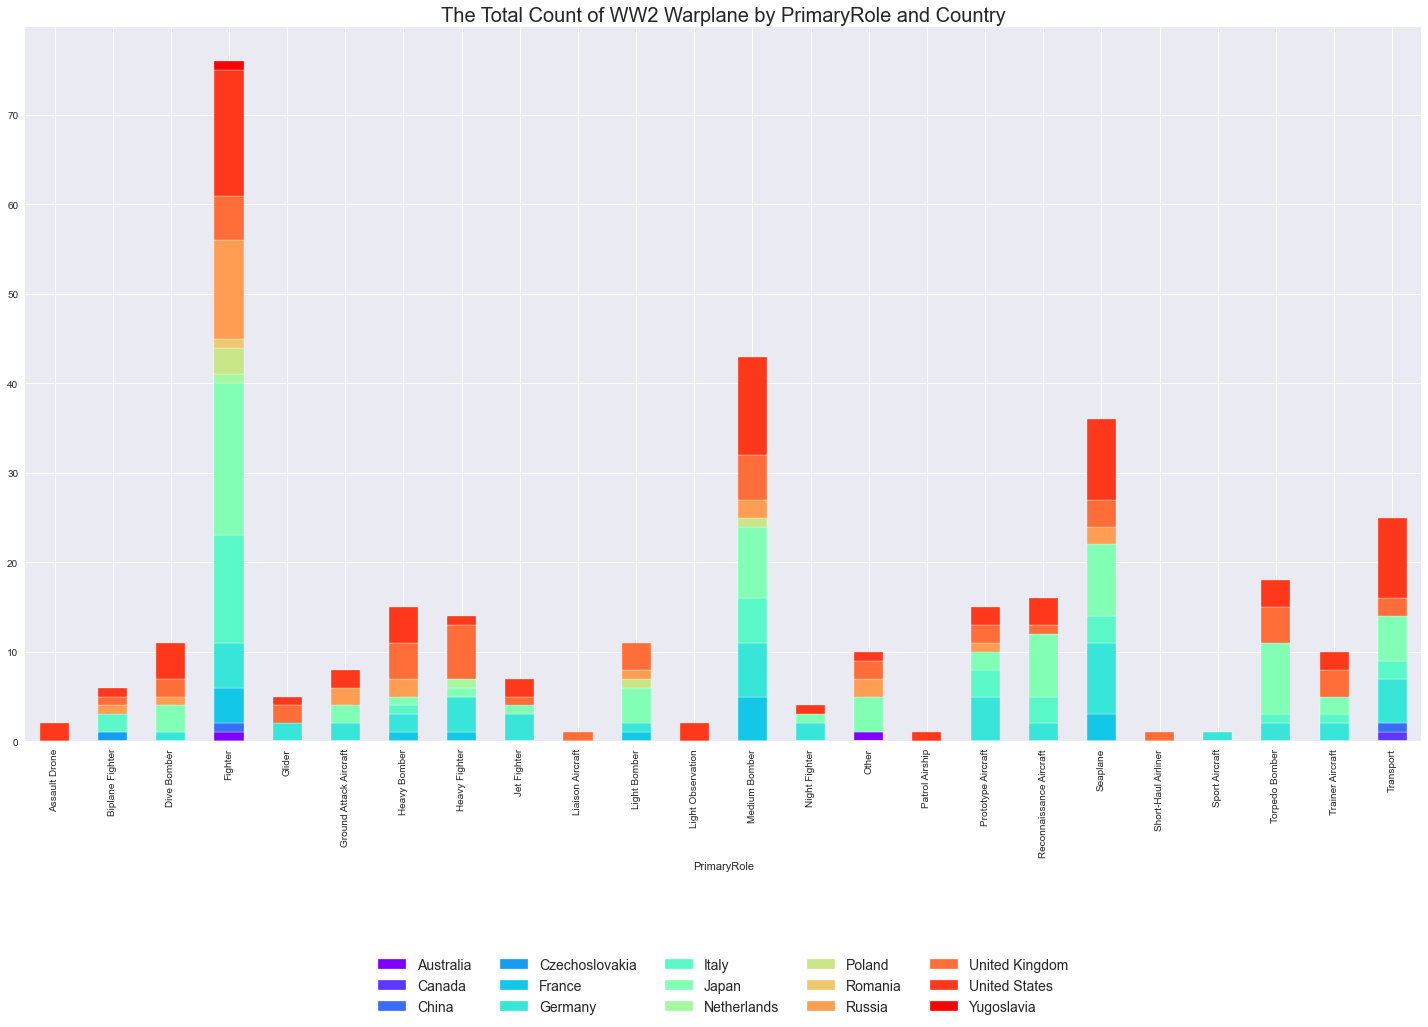 The Total Count of WW2 Warplane by PrimaryRole and Country
70
60
50
40
30
20
10
0
Assault Drone
Biplane Fighter
Dive Bomber
Fighter
Glider
Ground Attack Aircraft
Heavy Bomber
Heavy Fighter
Jet Fighter
Liaison Aircraft
Light Bomber
Light Observation
Medium Bomber
Night Fighter
Other
Patrol Airship
Prototype Aircraft
Reconnaissance Aircraft
Seaplane
Short-Haul Airliner
Sport Aircraft
Torpedo Bomber
Trainer Aircraft
Transport
PrimaryRole
Australia
Canada
China
Czechoslovakia
France
Germany
Italy
Japan
Netherlands
Poland
Romania
Russia
United Kingdom
United States
Yugoslavia